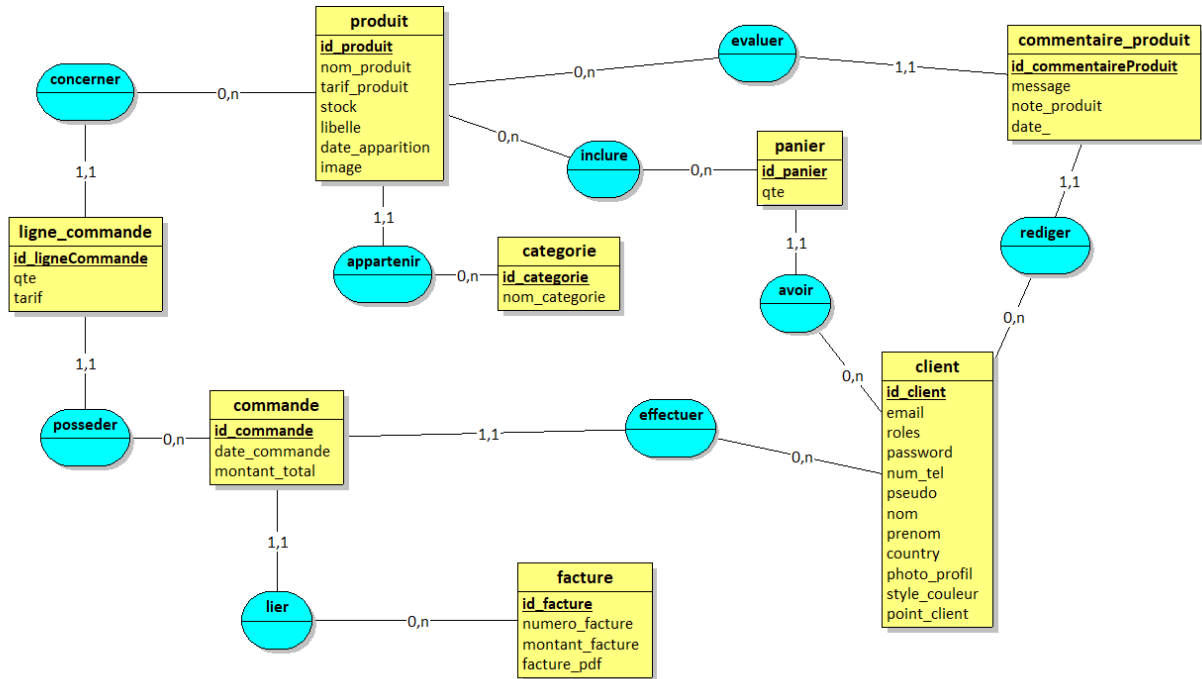 produit
id_produit
nom_produit
tarif_produit
stock
libelle
date_apparition
image
evaluer
commentaire_produit
id_commentaireProduit
message
note_produit
date_
concerner
0,n
0,n
1,1
0,n
inclure
0,n
panier
id_panier
qte
1,1
1,1
1,1
rediger
ligne_commande
id_ligneCommande
qte
tarif
1,1
appartenir
0,n
categorie
id_categorie
nom_categorie
avoir
0,n
1,1
0,n
client
id_client
email
roles
password
num_tel
pseudo
nom
prenom
country
photo_profil
style_couleur
point_client
posseder
0,n
commande
id_commande
date_commande
montant_total
1,1
effectuer
0,n
1,1
lier
0,n
facture
id_facture
numero_facture
montant_facture
facture_pdf